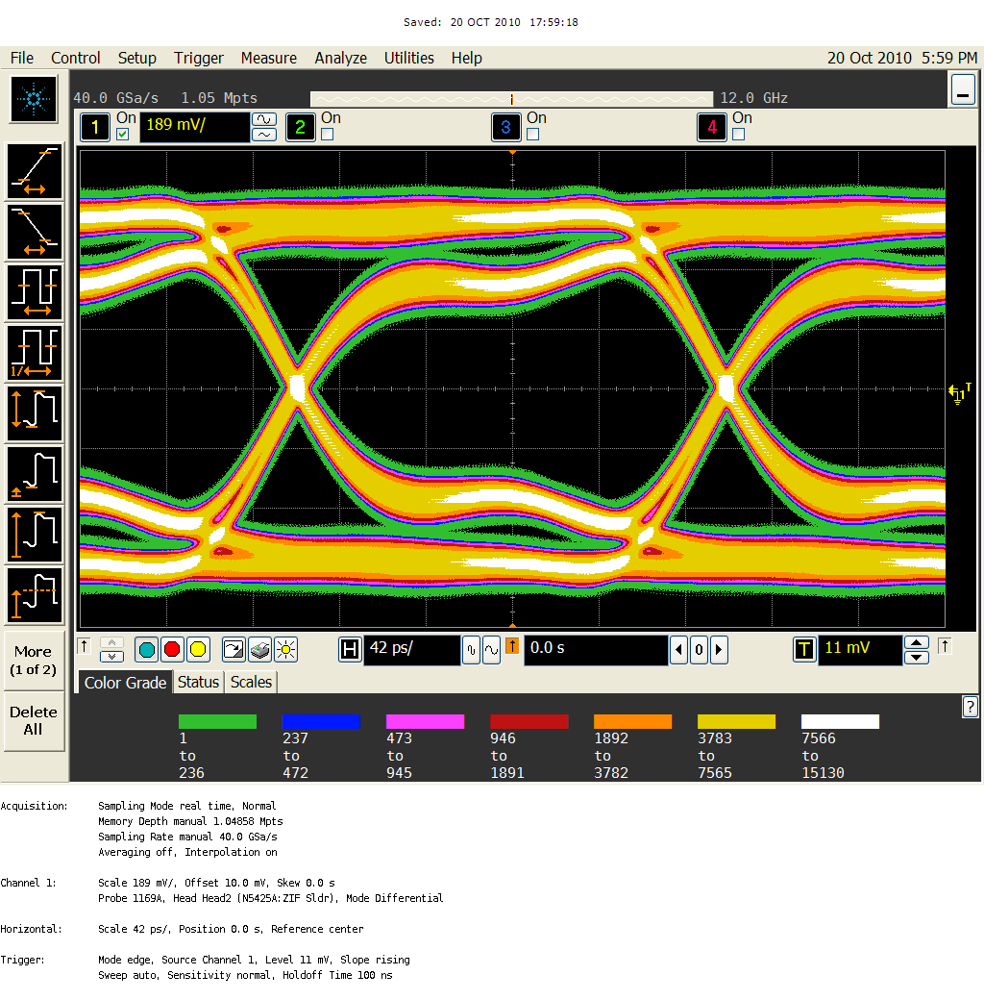 Saved: 20 OCT 2010 17:59:18
File Control Setup Trigger Measure Analyze Utilities Help 20 Oct 2010 5:59 PM
40.0 GSa/s 1.05 Mpts 12.0 GHz
1 On 189 mV/ 2 On 3 On 4 On
1/
1 T
More
(1 of 2)
Delete
All
H 42 ps/ 0.0 s 0 T 11 mV
Color Grade Status Scales
?
1 237 473 946 1892 3783 7566
to to to to to to to
236 472 945 1891 3782 7565 15130
Acquisition: Sampling Mode real time, Normal
Memory Depth manual 1.04858 Mpts
Sampling Rate manual 40.0 GSa/s
Averaging off, Interpolation on
Channel 1: Scale 189 mV/, Offset 10.0 mV, Skew 0.0 s
Probe 1169A, Head Head2 (N5425A:ZIF Sldr), Mode Differential
Horizontal: Scale 42 ps/, Position 0.0 s, Reference center
Trigger: Mode edge, Source Channel 1, Level 11 mV, Slope rising
Sweep auto, Sensitivity normal, Holdoff Time 100 ns